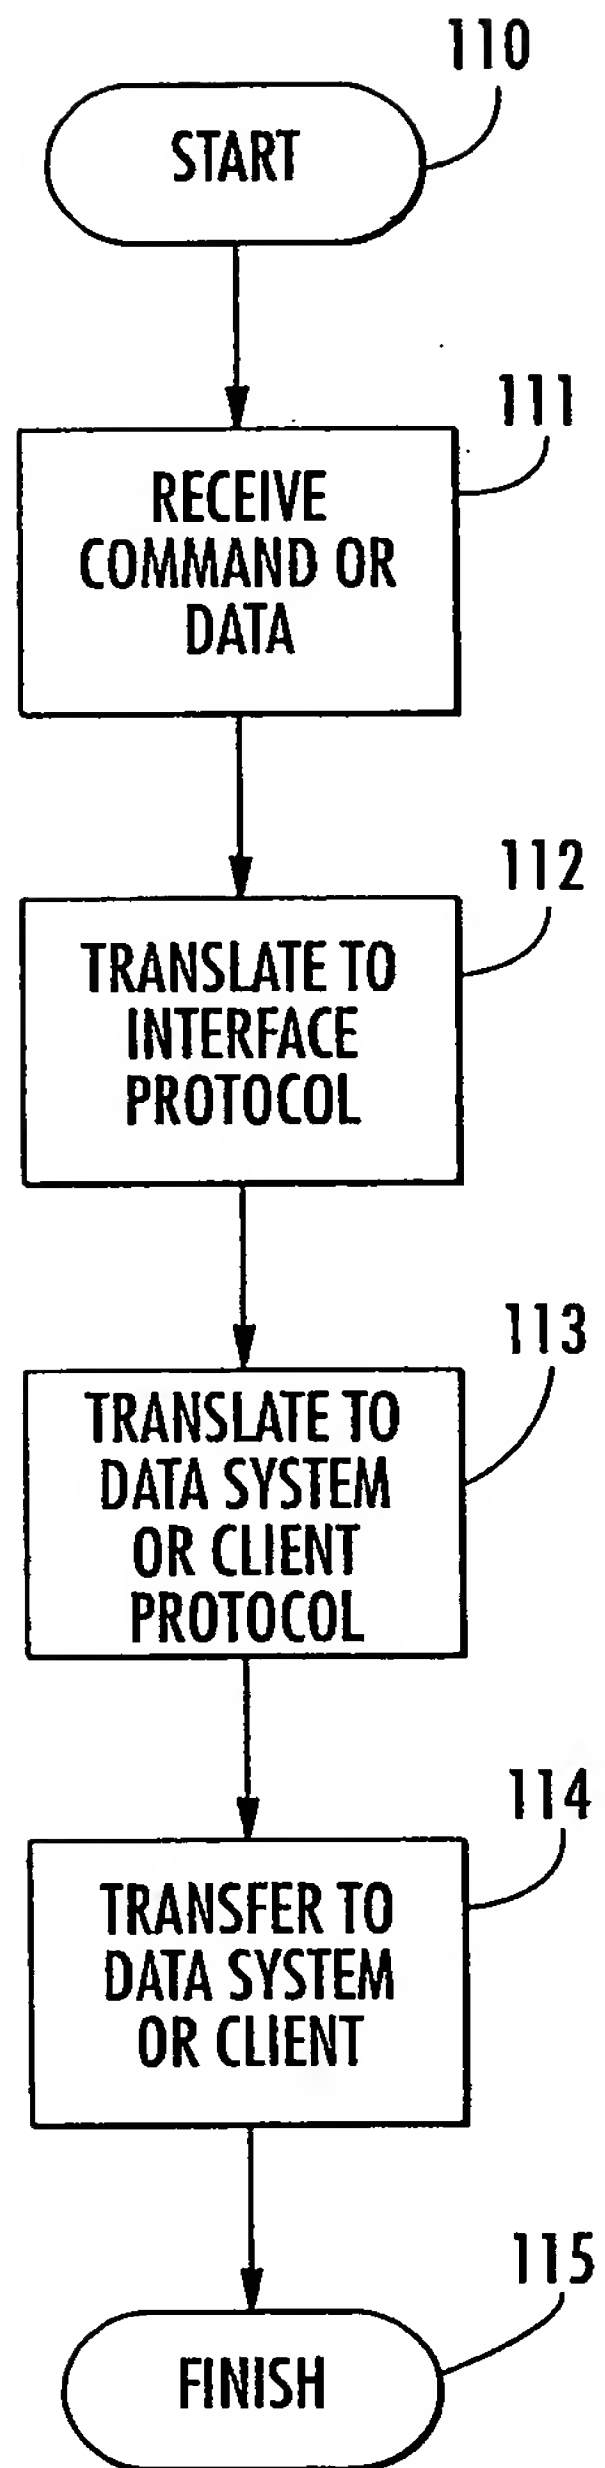 110
START
111
RECEIVE
COMMAND OR
DATA
112
TRANSLATE TO
INTERFACE
PROTOCOL
113
TRANSLATE TO
DATA SYSTEM
OR CLIENT
PROTOCOL
114
TRANSFER TO
DATA SYSTEM
OR CLIENT
115
FINISH